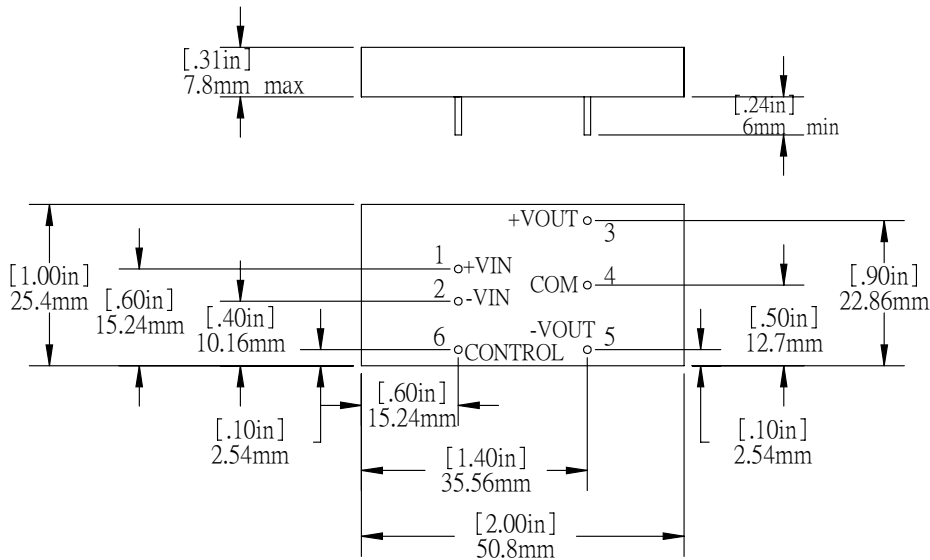 [.31in]
7.8mm max
[.24in]
6mm min
+VOUT
3
1
+VIN
[1.00in]
25.4mm
[.60in]
15.24mm
2
-VIN
COM
4
[.90in]
22.86mm
[.40in]
10.16mm
-VOUT
[.50in]
12.7mm
6
CONTROL
5
[.60in]
15.24mm
[.10in]
2.54mm
[.10in]
2.54mm
[1.40in]
35.56mm
[2.00in]
50.8mm